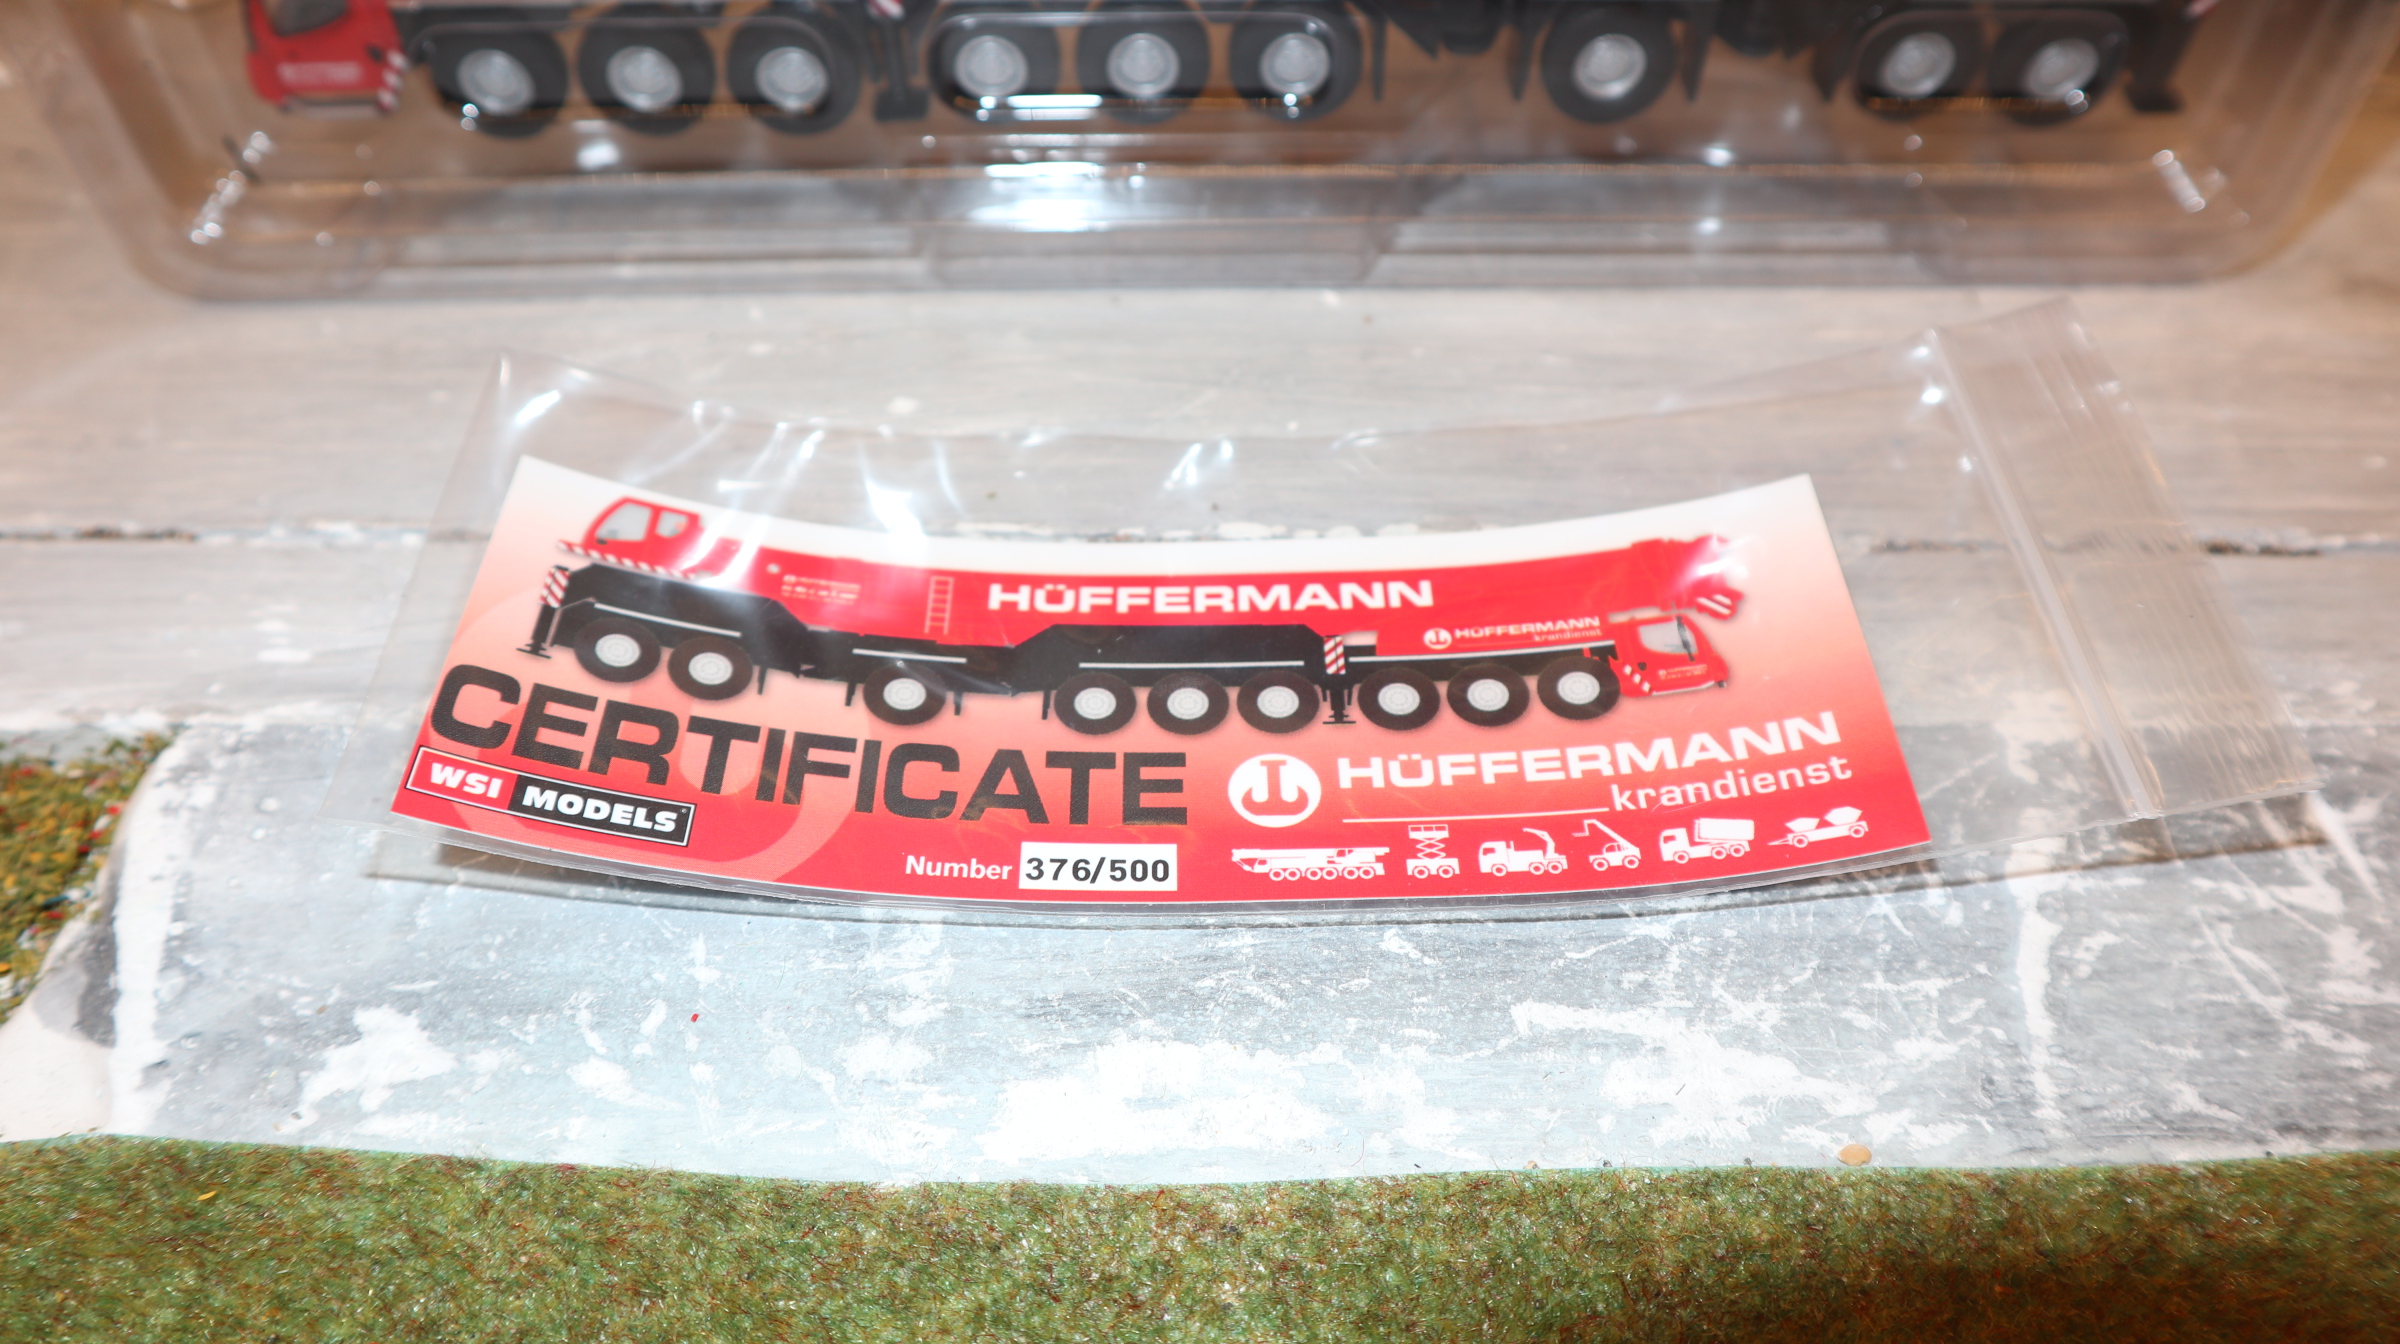 HÜFFERMANN
HÜFFERMANN
krandienst
CERTIFICATE
HÜFFERMANN
krandienst
WSI MODELS
Number 376/500